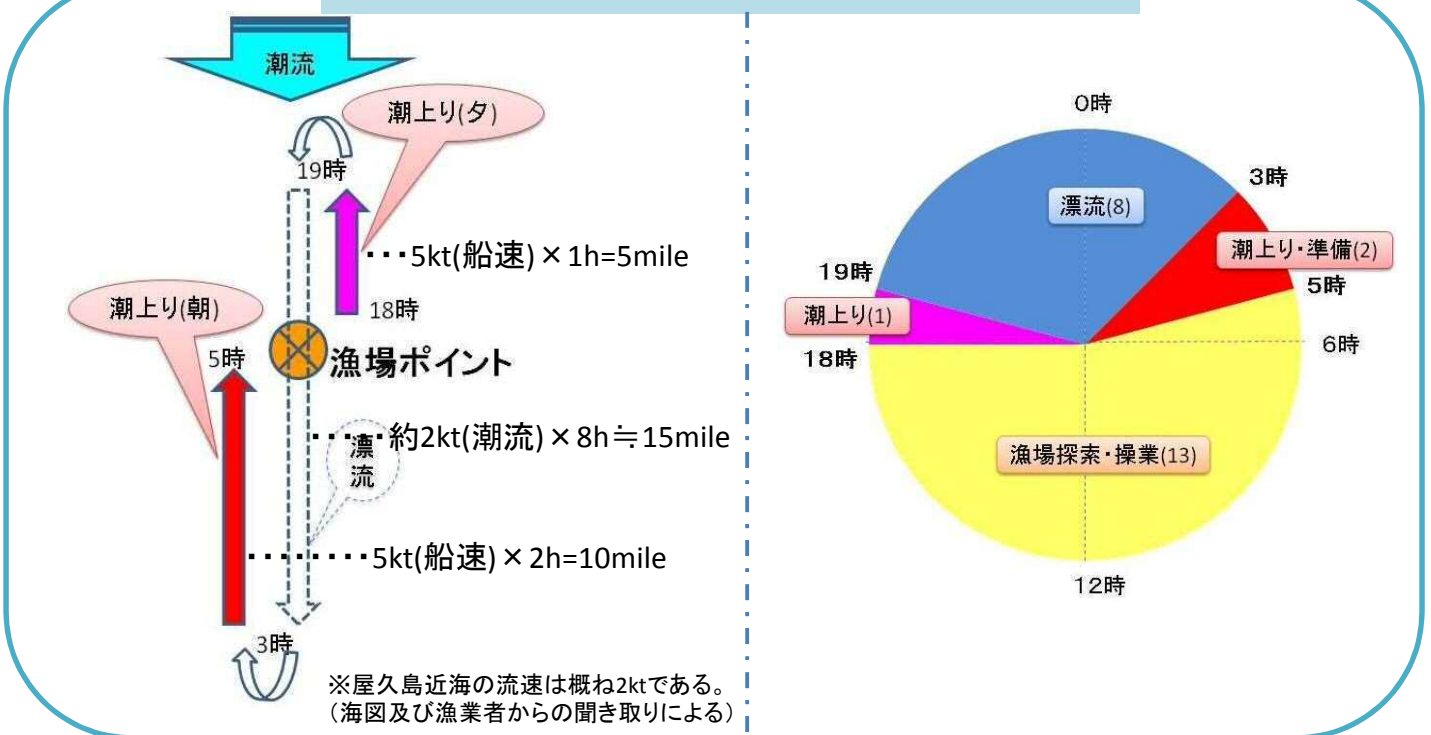 潮流
潮上り(夕)
19時
‥‥5kt(船速)×1h=5mile
18時
潮上り(朝)
5時
漁場ポイント
‥‥‥約2kt(潮流)×8h≒15mile
漂
流
‥‥‥‥5kt(船速)×2h=10mile
3時
※屋久島近海の流速は概ね2ktである。
(海図及び漁業者からの聞き取りによる)
0時
3時
漂流(8)
潮上り・準備(2)
19時
5時
潮上り(1)
18時
6時
漁場探索・操業(13)
12時